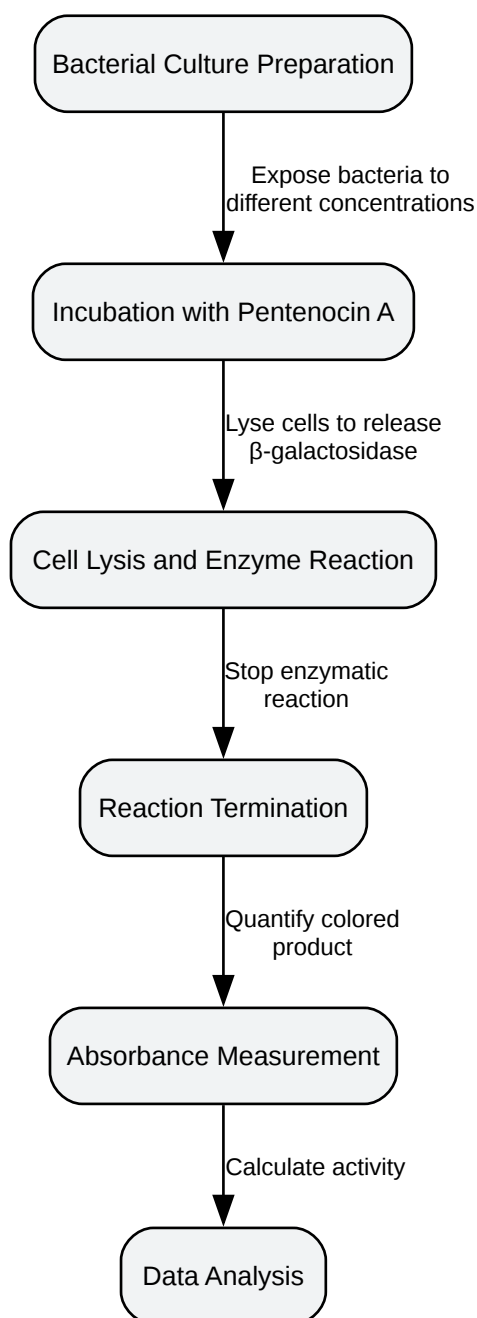 Bacterial Culture Preparation
Expose bacteria to
different concentrations
Incubation with Pentenocin A
Lyse cells to release
β-galactosidase
Cell Lysis and Enzyme Reaction
Stop enzymatic
reaction
Reaction Termination
Quantify colored
product
Absorbance Measurement
Calculate activity
Data Analysis